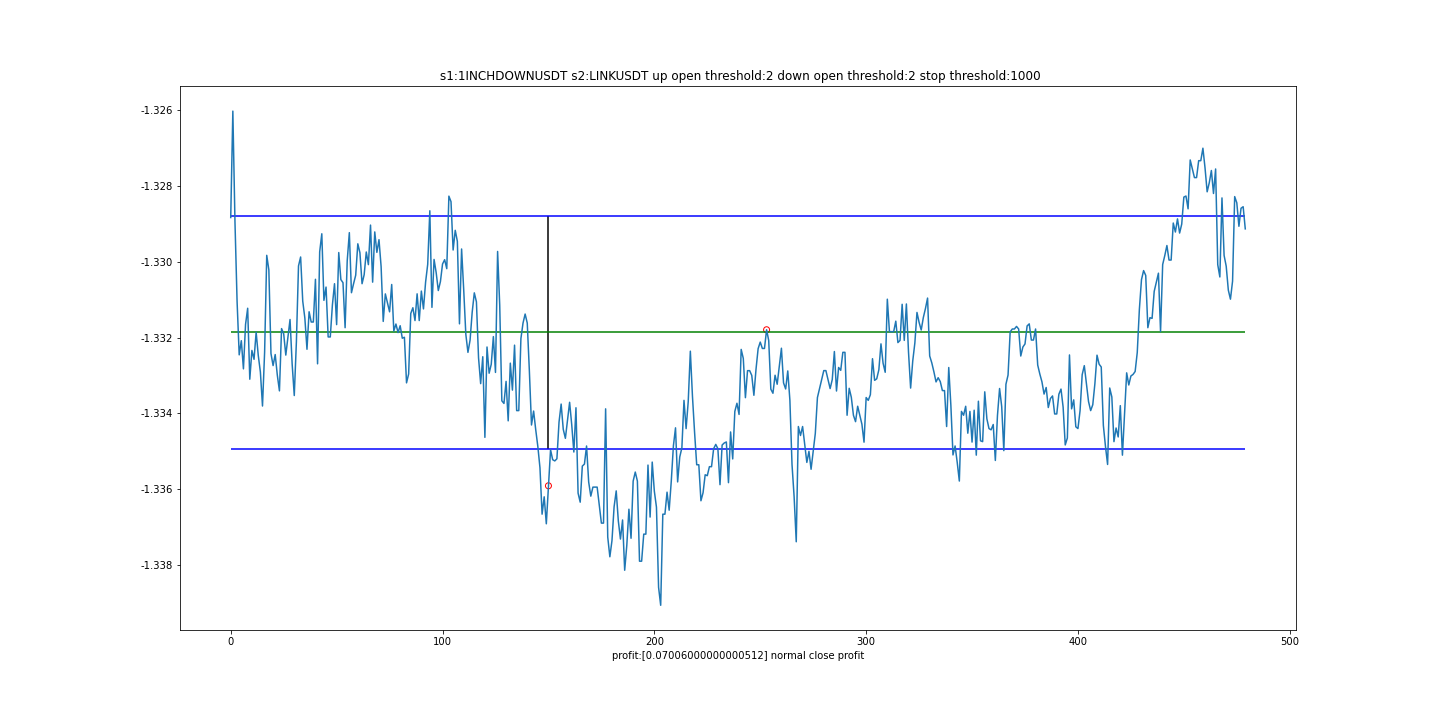 s1:1INCHDOWNUSDT s2:LINKUSDT up open threshold:2 down open threshold:2 stop threshold:1000
-1.326
-1.328
-1.330
-1.332
-1.334
-1.336
-1.338
0 100 200 300 400 500
profit:[0.07006000000000512] normal close profit